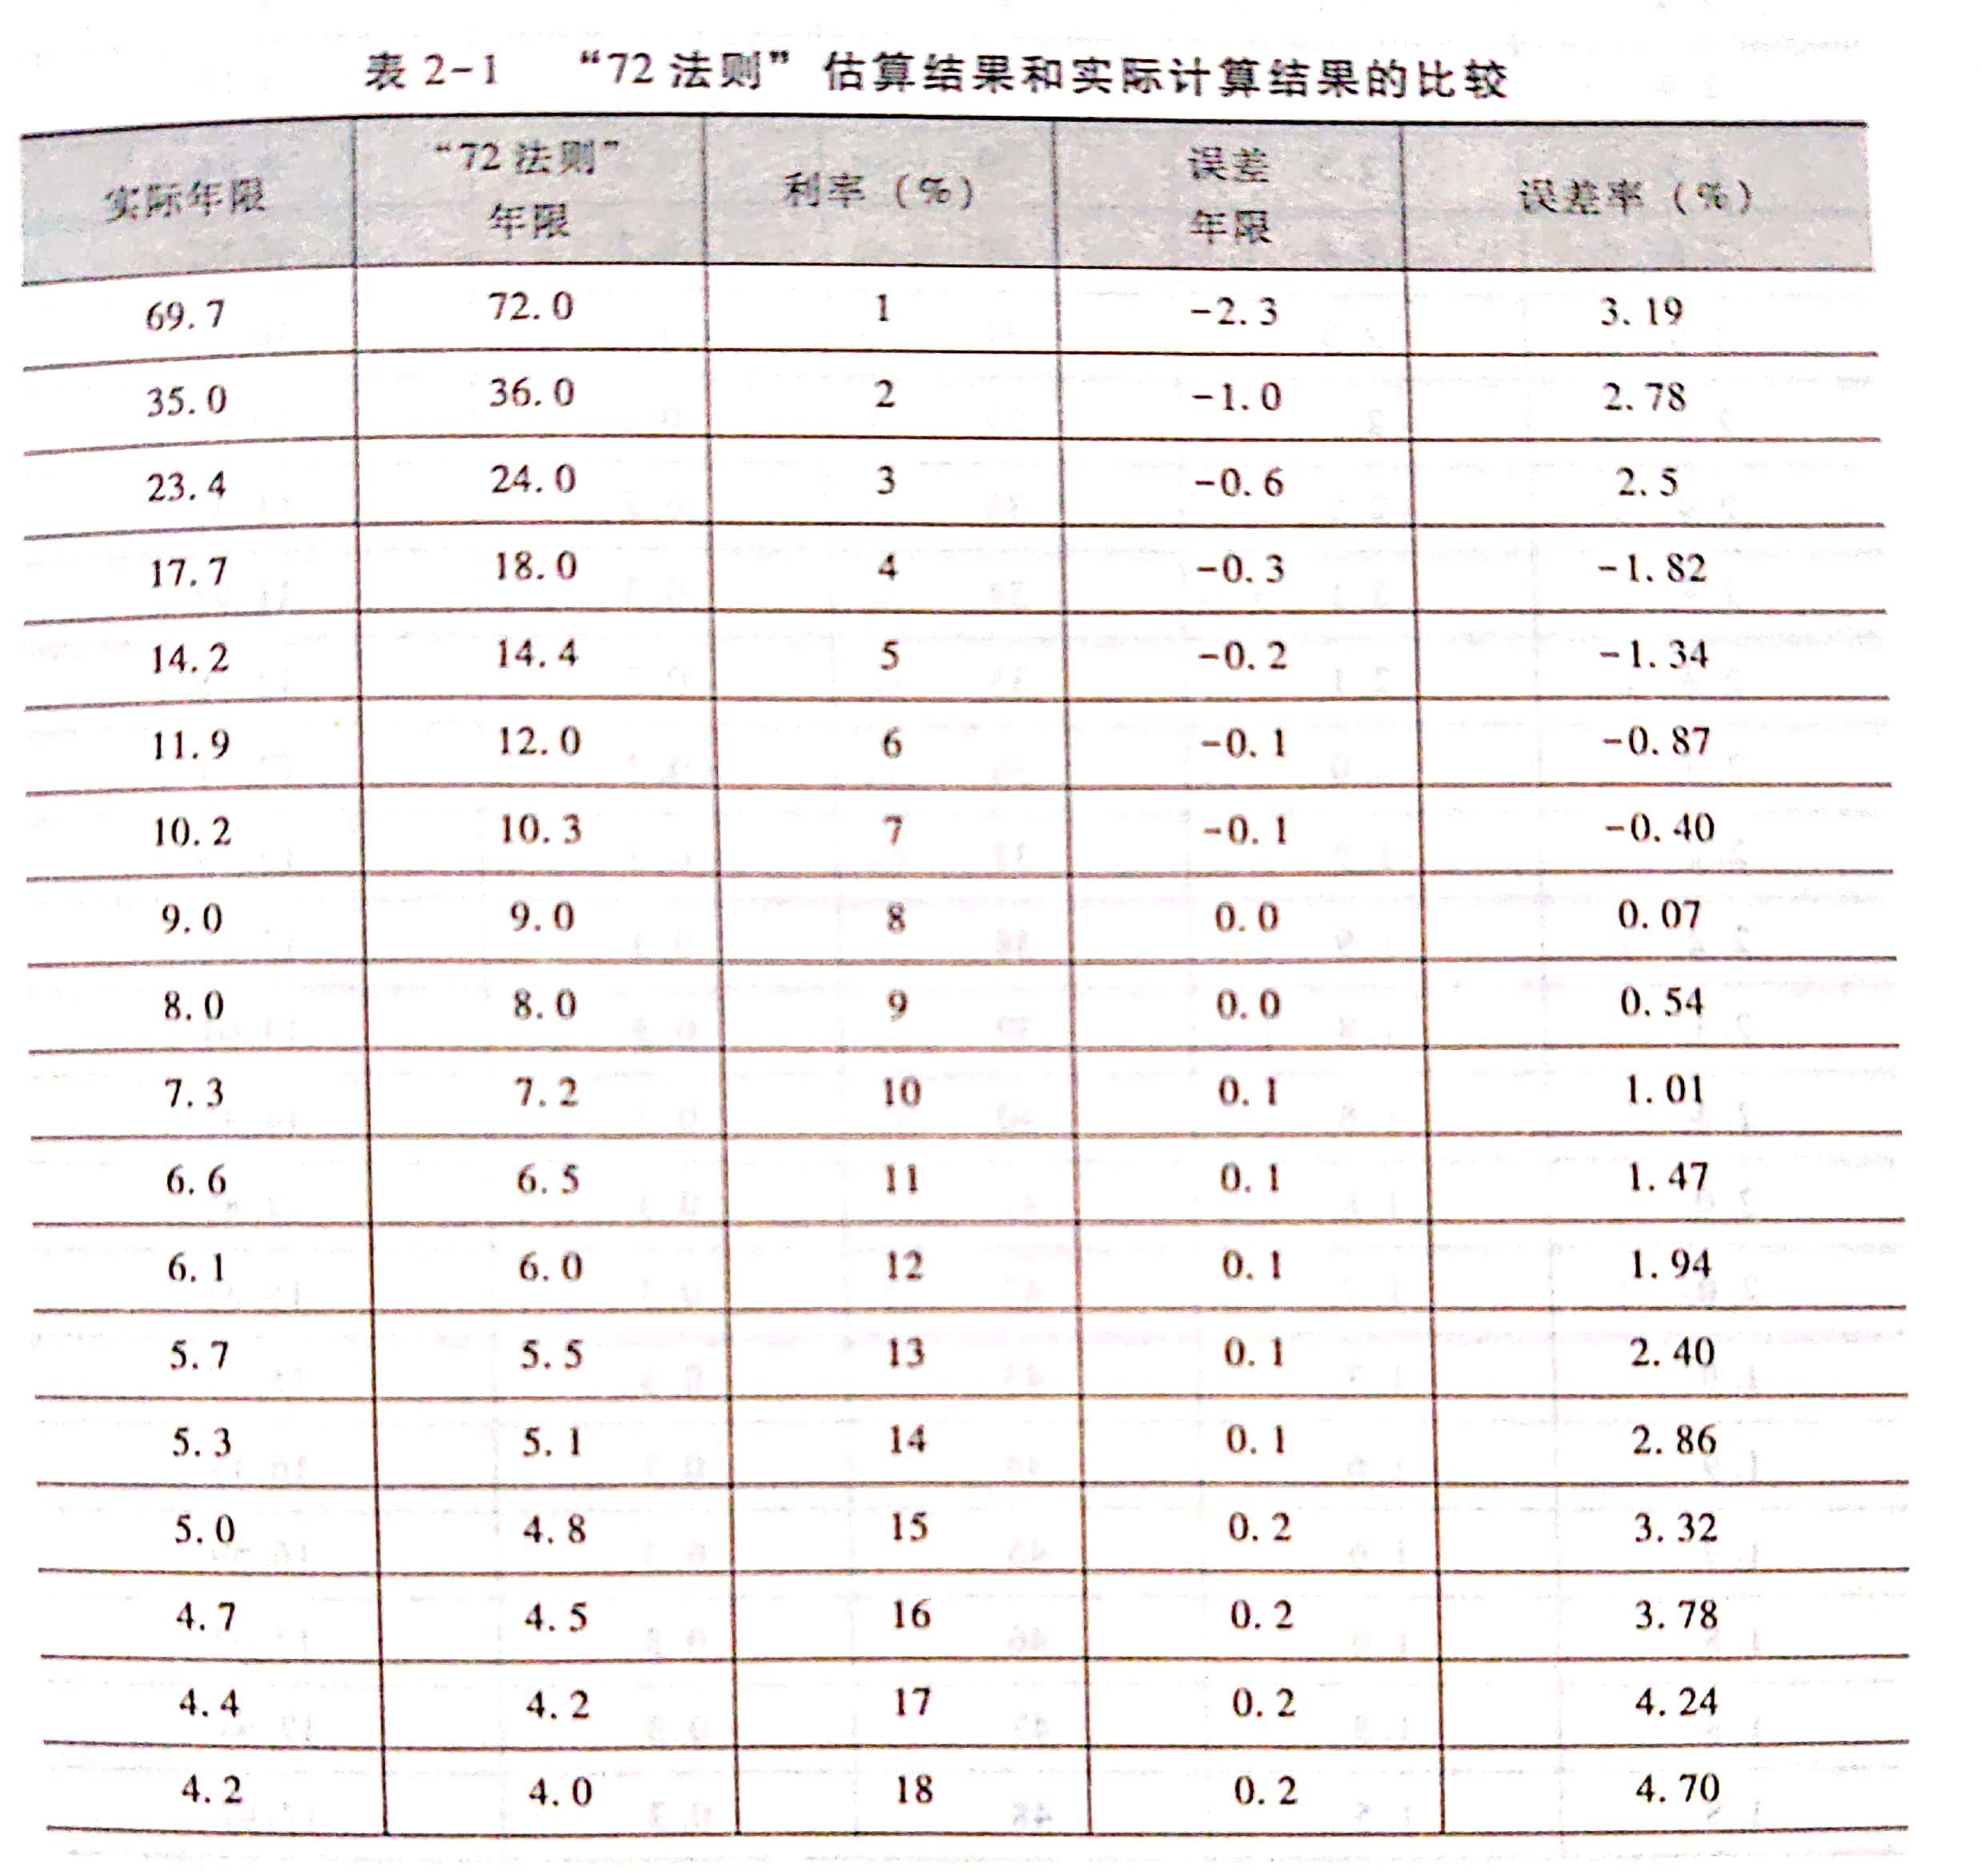 表 2-1 “72 法则” 估算结果和实际计算结果的比较
实际年限 “72 法则” 年限 利率 (%) 误差 年限 误差率 (%)
69.7 72.0 1 -2.3 3.19
35.0 36.0 2 -1.0 2.78
23.4 24.0 3 -0.6 2.5
17.7 18.0 4 -0.3 -1.82
14.2 14.4 5 -0.2 -1.34
11.9 12.0 6 -0.1 -0.87
10.2 10.3 7 -0.1 -0.40
9.0 9.0 8 0.0 0.07
8.0 8.0 9 0.0 0.54
7.3 7.2 10 0.1 1.01
6.6 6.5 11 0.1 1.47
6.1 6.0 12 0.1 1.94
5.7 5.5 13 0.1 2.40
5.3 5.1 14 0.1 2.86
5.0 4.8 15 0.2 3.32
4.7 4.5 16 0.2 3.78
4.4 4.2 17 0.2 4.24
4.2 4.0 18 0.2 4.70